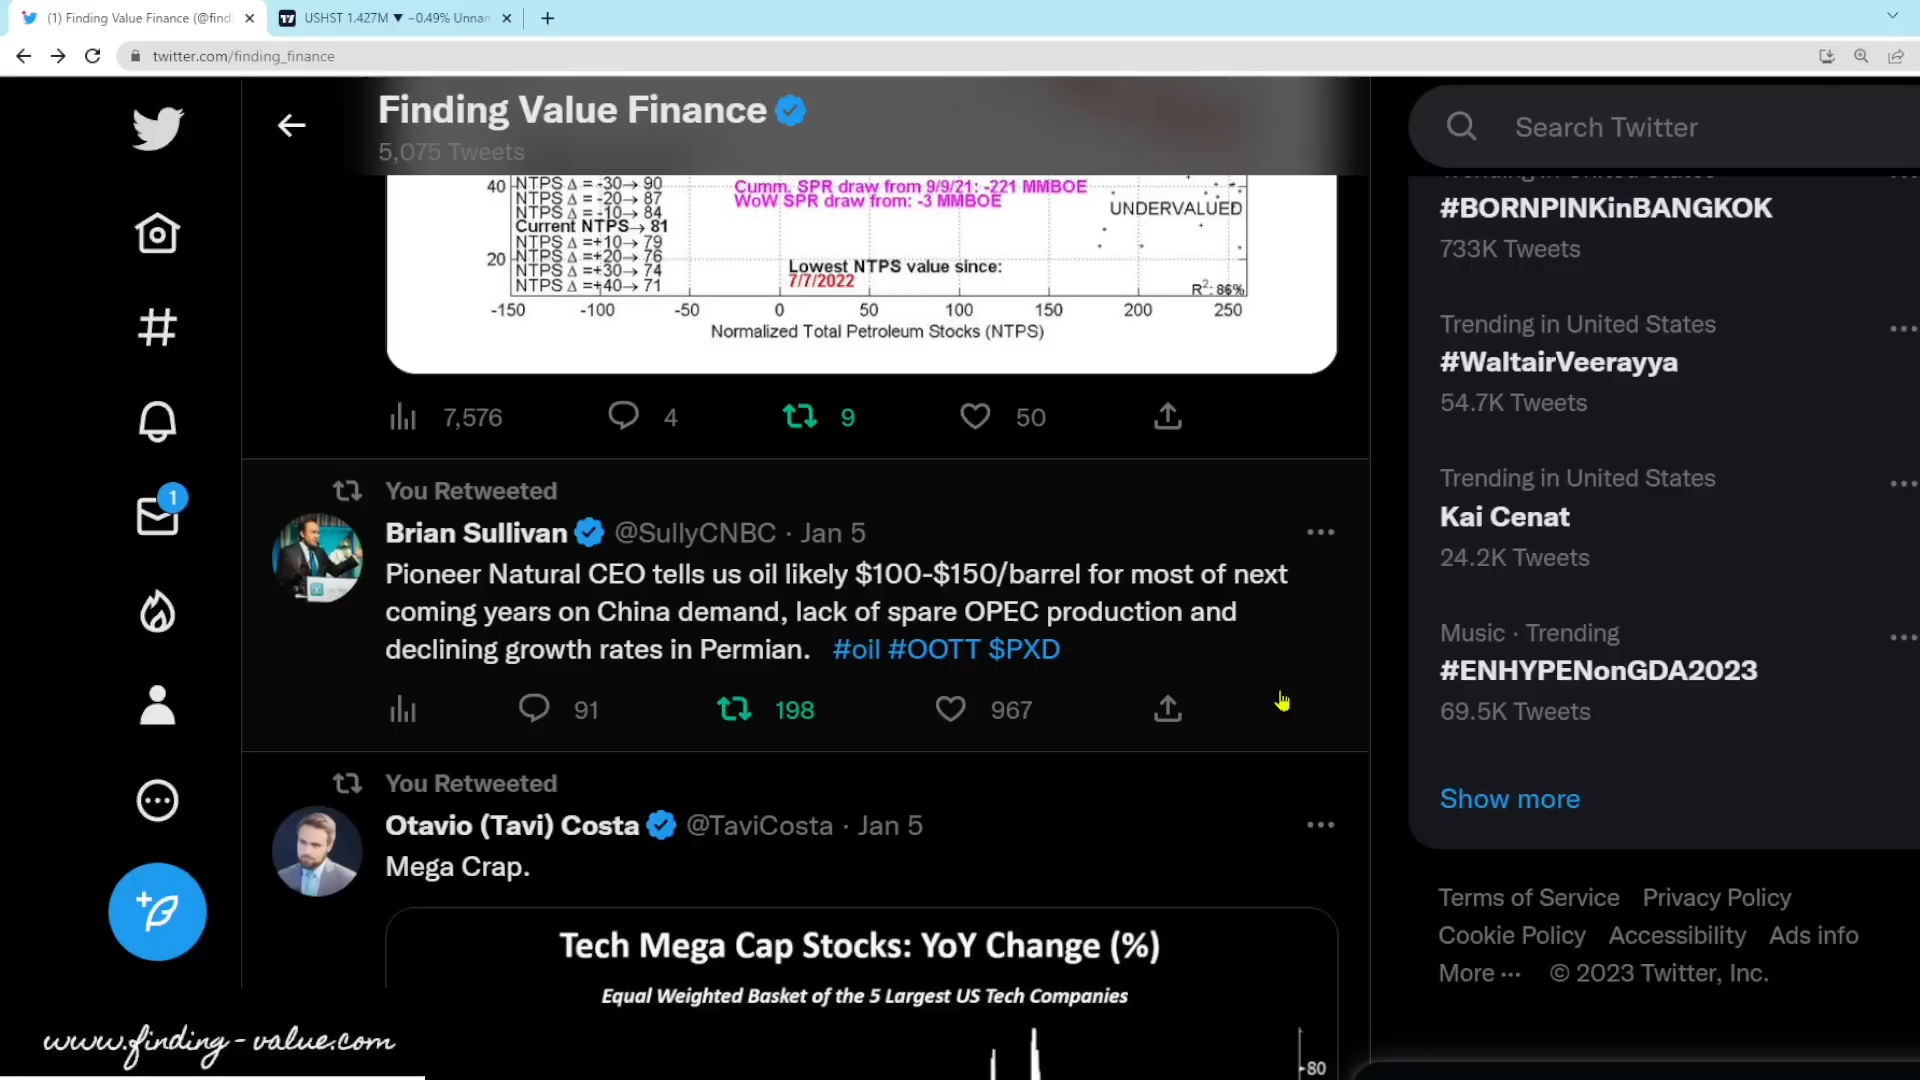 (1) Finding Value Finance (@find
USHST 1.427M ▼ −0.49% Unnan
twitter.com/finding_finance
Finding Value Finance
5,075 Tweets
Search Twitter
40
NTPS Δ = -30→ 90
NTPS Δ = -20→ 87
NTPS Δ = -10→ 84
Current NTPS→ 81
NTPS Δ =+10→ 79
NTPS Δ =+20→ 76
NTPS Δ =+30→ 74
NTPS Δ =+40→ 71
20
Cumm. SPR draw from 9/9/21: -221 MMBOE
WoW SPR draw from: -3 MMBOE
UNDERVALUED
Lowest NTPS value since:
7/7/2022
R2: 86%
-150 -100 -50 0 50 100 150 200 250
Normalized Total Petroleum Stocks (NTPS)
7,576 4 9 50
1
You Retweeted
Brian Sullivan @SullyCNBC · Jan 5
Pioneer Natural CEO tells us oil likely $100-$150/barrel for most of next
coming years on China demand, lack of spare OPEC production and
declining growth rates in Permian. #oil #OOTT $PXD
91 198 967
You Retweeted
Otavio (Tavi) Costa @TaviCosta · Jan 5
Mega Crap.
Tech Mega Cap Stocks: YoY Change (%)
Equal Weighted Basket of the 5 Largest US Tech Companies
80
#BORNPINKinBANGKOK
733K Tweets
Trending in United States
#WaltairVeerayya
54.7K Tweets
Trending in United States
Kai Cenat
24.2K Tweets
Music · Trending
#ENHYPENonGDA2023
69.5K Tweets
Show more
Terms of Service Privacy Policy
Cookie Policy Accessibility Ads info
More ··· © 2023 Twitter, Inc.
www.finding-value.com